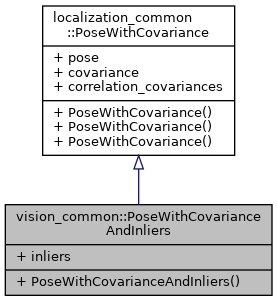 localization_common
::PoseWithCovariance
+ pose
+ covariance
+ correlation_covariances
+ PoseWithCovariance()
+ PoseWithCovariance()
+ PoseWithCovariance()
vision_common::PoseWithCovariance
AndInliers
+ inliers
+ PoseWithCovarianceAndInliers()